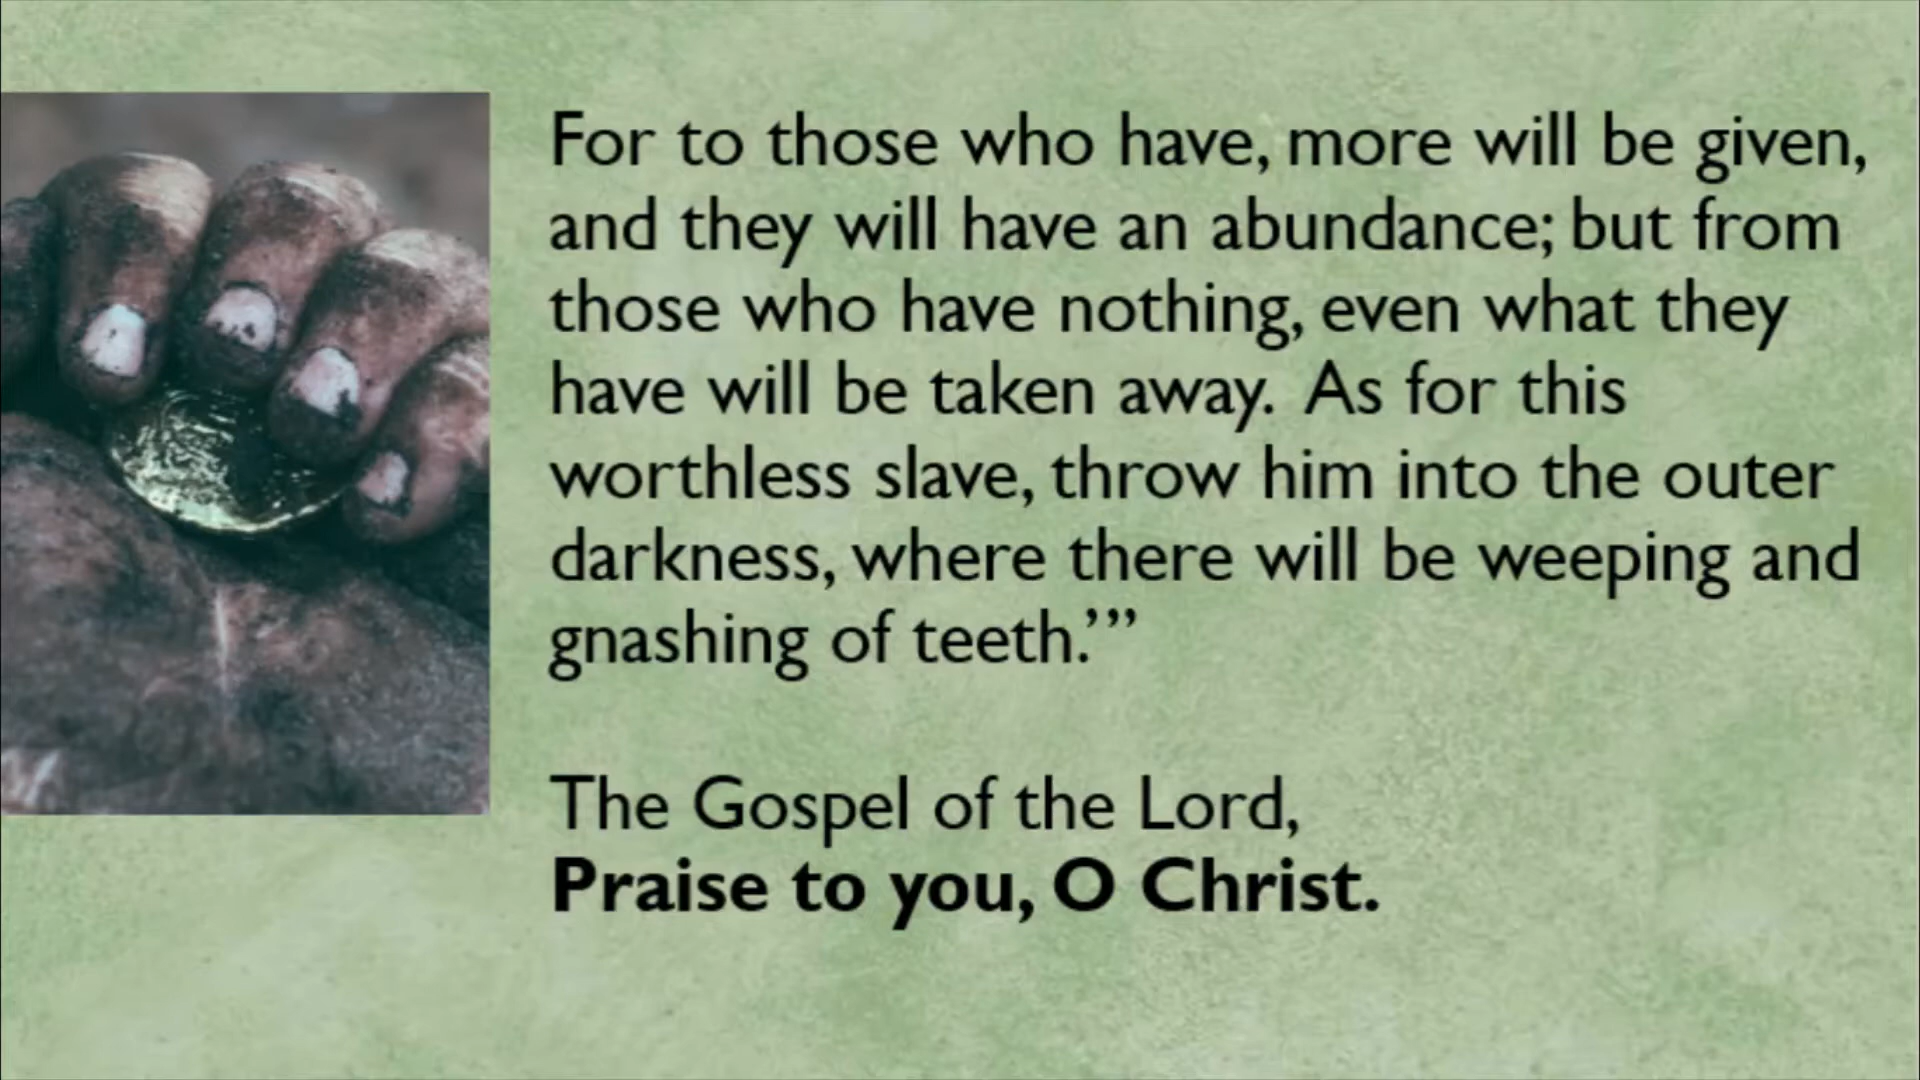 For to those who have, more will be given,
and they will have an abundance; but from
those who have nothing, even what they
have will be taken away. As for this
worthless slave, throw him into the outer
darkness, where there will be weeping and
gnashing of teeth.’”
The Gospel of the Lord,
Praise to you, O Christ.